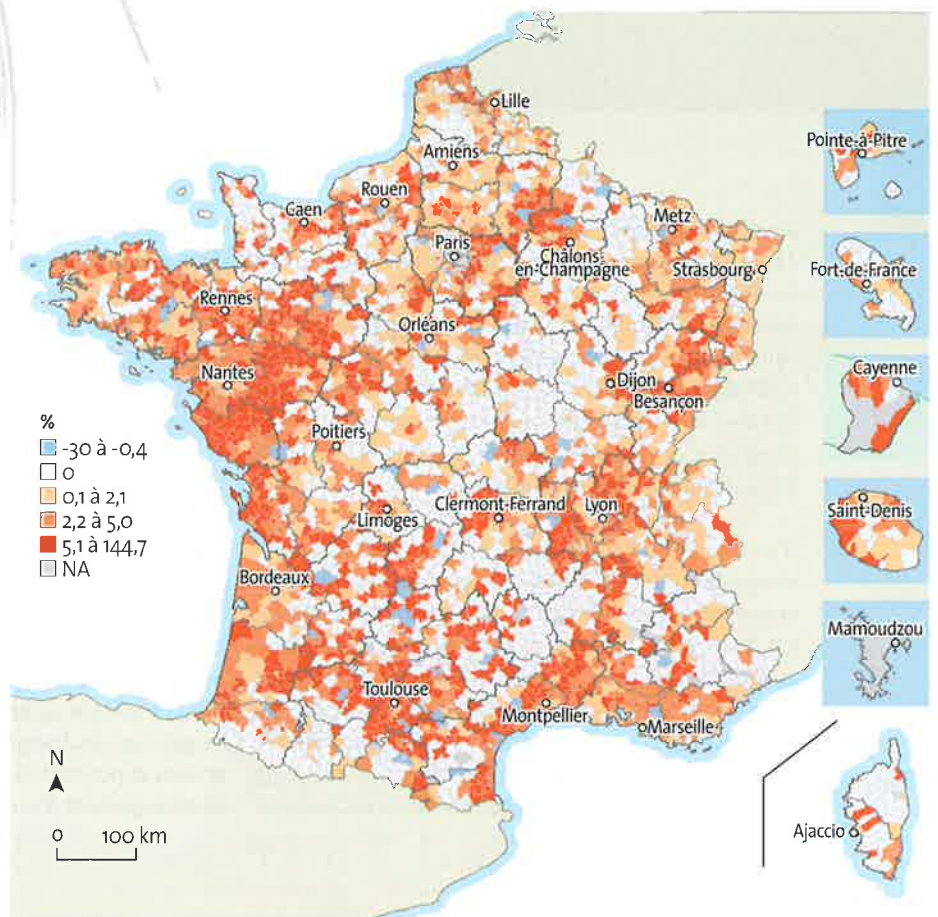 Lille
Amiens
Rouen
Caen
Metz
Paris
Châlons-
en-Champagne
Strasbourg
Rennes
Orléans
Nantes
Dijon
Besançon
Poitiers
Clermont-Ferrand
Lyon
Limoges
Bordeaux
Toulouse
Montpellier
Marseille
%
-30 à -0,4
0
0,1 à 2,1
2,2 à 5,0
5,1 à 144,7
NA
N
0 100 km
Pointe-à-Pitre
Fort-de-France
Cayenne
Saint-Denis
Mamoudzou
Ajaccio